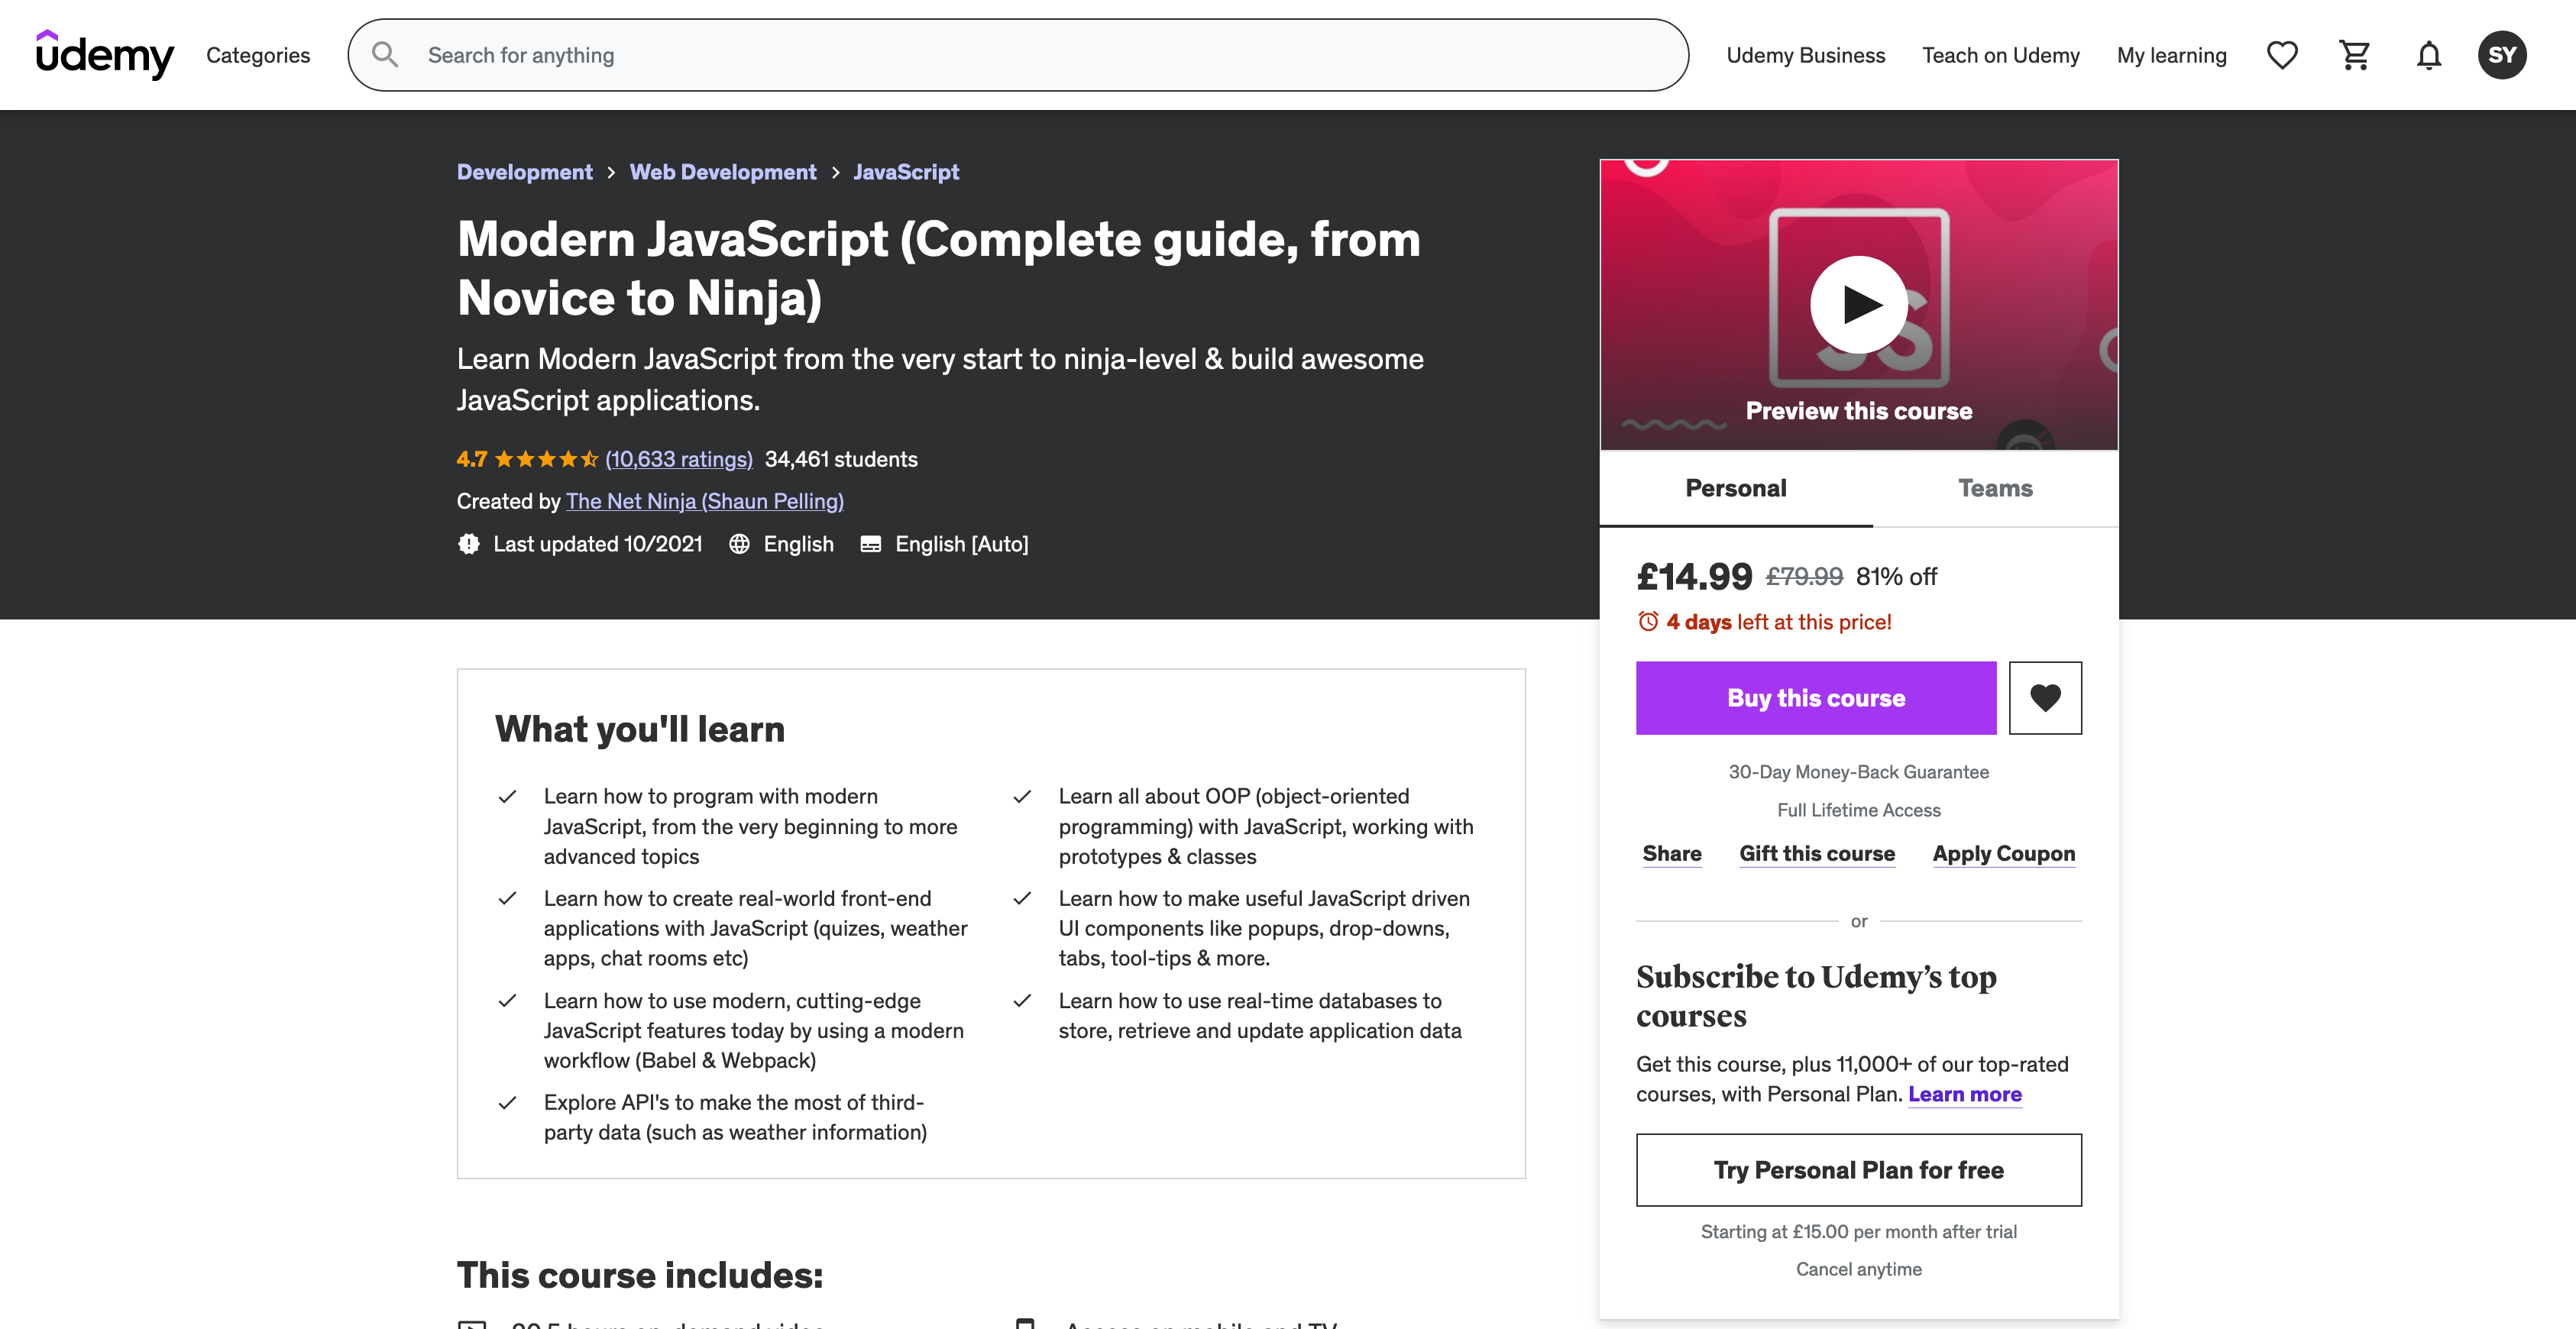 udemy
Categories
Search for anything
Udemy Business
Teach on Udemy
My learning
SY
Development > Web Development > JavaScript
Modern JavaScript (Complete guide, from
Novice to Ninja)
Learn Modern JavaScript from the very start to ninja-level & build awesome
JavaScript applications.
4.7 (10,633 ratings) 34,461 students
Created by The Net Ninja (Shaun Pelling)
Last updated 10/2021 English English [Auto]
What you'll learn
Learn how to program with modern
JavaScript, from the very beginning to more
advanced topics
Learn how to create real-world front-end
applications with JavaScript (quizes, weather
apps, chat rooms etc)
Learn how to use modern, cutting-edge
JavaScript features today by using a modern
workflow (Babel & Webpack)
Explore API's to make the most of third-
party data (such as weather information)
Learn all about OOP (object-oriented
programming) with JavaScript, working with
prototypes & classes
Learn how to make useful JavaScript driven
UI components like popups, drop-downs,
tabs, tool-tips & more.
Learn how to use real-time databases to
store, retrieve and update application data
This course includes:
Access on mobile and TV
Preview this course
Personal
Teams
£14.99 £79.99 81% off
4 days left at this price!
Buy this course
30-Day Money-Back Guarantee
Full Lifetime Access
Share
Gift this course
Apply Coupon
or
Subscribe to Udemy’s top
courses
Get this course, plus 11,000+ of our top-rated
courses, with Personal Plan. Learn more
Try Personal Plan for free
Starting at £15.00 per month after trial
Cancel anytime